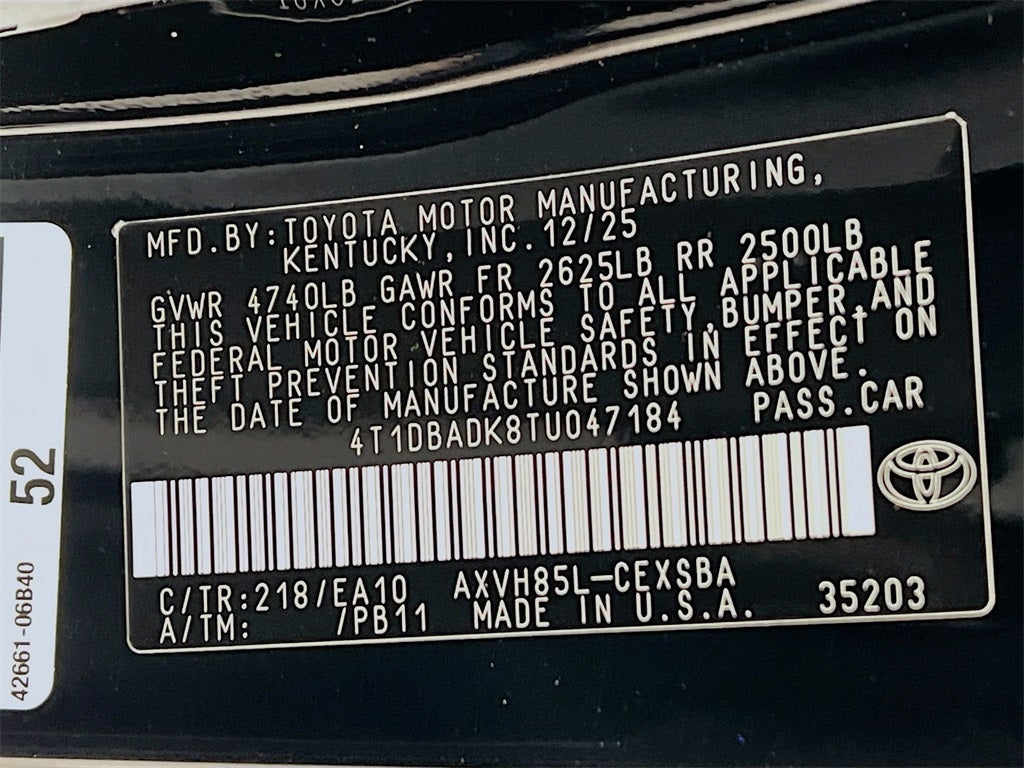 MFD.BY:TOYOTA MOTOR MANUFACTURING,
KENTUCKY,INC.12/25
GVWR 4740LB GAWR FR 2625LB RR 2500LB
THIS VEHICLE CONFORMS TO ALL APPLICABLE
FEDERAL MOTOR VEHICLE SAFETY,BUMPER,AND
THEFT PREVENTION STANDARDS IN EFFECT ON
THE DATE OF MANUFACTURE SHOWN ABOVE.
4T1DBADK8TU047184 PASS.CAR
C/TR:218/EA10 AXVH85L-CEXSBA
A/TM: /PB11 MADE IN U.S.A. 35203
52
42661-06B40